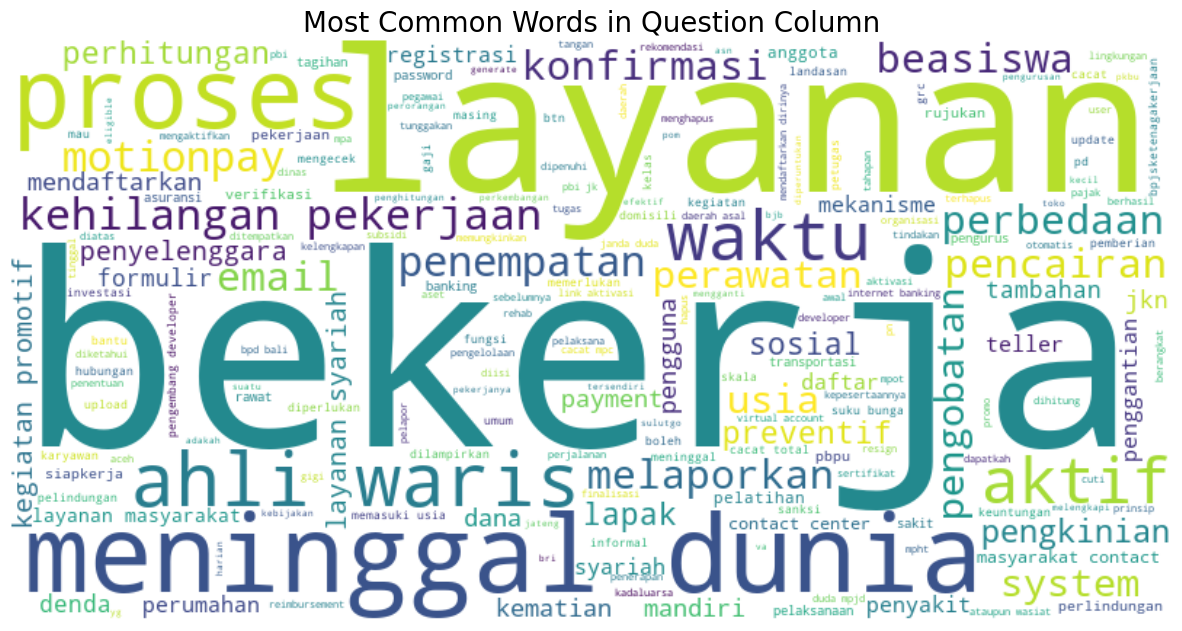 Most Common Words in Question Column
perhitungan
pbi
tagihan
registrasi
tangan
rekomendasi
asn
generate
konfirmasi
anggota
landasan
beasiswa
lingkungan
pengurusan
cacat
pkbu
proses
layanan
password
pegawai
perorangan
tunggakan
masing
btn
daerah
menghapus
mendaftarkan dirinya
grc
rujukan
user
update
bpjsketenagakerjaan
mau
eligible
mengaktifkan
pekerjaan
mpa
motionpay
mengecek
gaji
dipenuhi
pom
kelas
diperuntukan
petugas
tahapan
pd
kecil
pajak
mendaftarkan
asuransi
dinas
verifikasi
penghitungan
pbi jk
perkembangan
kegiatan
mekanisme
terhapus
berhasil
kehilangan pekerjaan
efektif
tugas
domisili
daerah asal
bjb
toko
organisasi
perbedaan
waktu
tindakan
pengurus
otomatis
pemberian
tinggal
diatas
ditempatkan
subsidi
memungkinkan
janda duda
penyelenggara
kelengkapan
formulir
email
penempatan
memerlukan
perawatan
aktivasi
pencairan
investasi
aset
banking
sebelumnya
link aktivasi
hapus
mengganti
awal
internet banking
tambahan
jkn
kegiatan promotif
pengembang developer
layanan syariah
rehab
pengguna
developer
pn
pengobatan
penggantian
berangkat
bekerja
bantu
diketahui
hubungan
penentuan
upload
bpd bali
fungsi
pengelolaan
pelaksana
cacat mpc
sosial
transportasi
teller
suatu
rawat
diisi
pekerjanya
tersendiri
skala
daftar
mpot
kepesertaannya
diperlukan
pelapor
umum
payment
sulutgo
usia
suku bunga
virtual account
promo
dihitung
adakah
boleh
preventif
resign
karyawan
aceh
siapkerja
gigi
dilampirkan
perjalanan
meninggal
cacat total
pbpu
dapatkah
ahli waris
melaporkan
sertifikat
aktif
cuti
pelindungan
finalisasi
pelatihan
sanksi
keuntungan
melengkapi
prinsip
layanan masyarakat
kebijakan
memasuki usia
dana
jateng
lapak
contact center
sakit
pengkinian
meninggal dunia
harian
informal
bri
va
mpht
masyarakat contact
syariah
penerapan
kadaluarsa
system
denda
yg
perumahan
reimbursement
kematian
mandiri
duda mpjd
pelaksanaan
penyakit
ataupun masiat
perlindungan